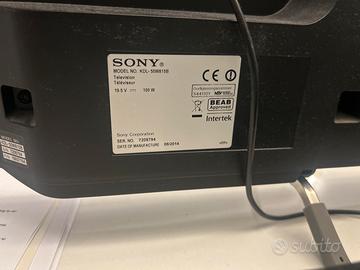 SONY
MODEL NO. KDL-50W815B
Television
Téléviseur
19.5 V 100 W
BEAB
Approved
Intertek
Sony Corporation
SER. NO. 7209794
DATE OF MANUFACTURE 06/2014
subito